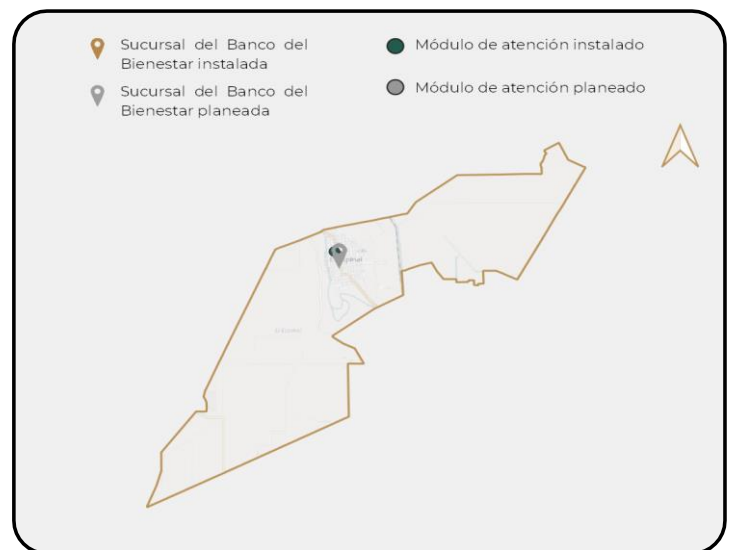 Sucursal del Banco del
Bienestar instalada
Sucursal del Banco del
Bienestar planeada
Módulo de atención instalado
Módulo de atención planeado